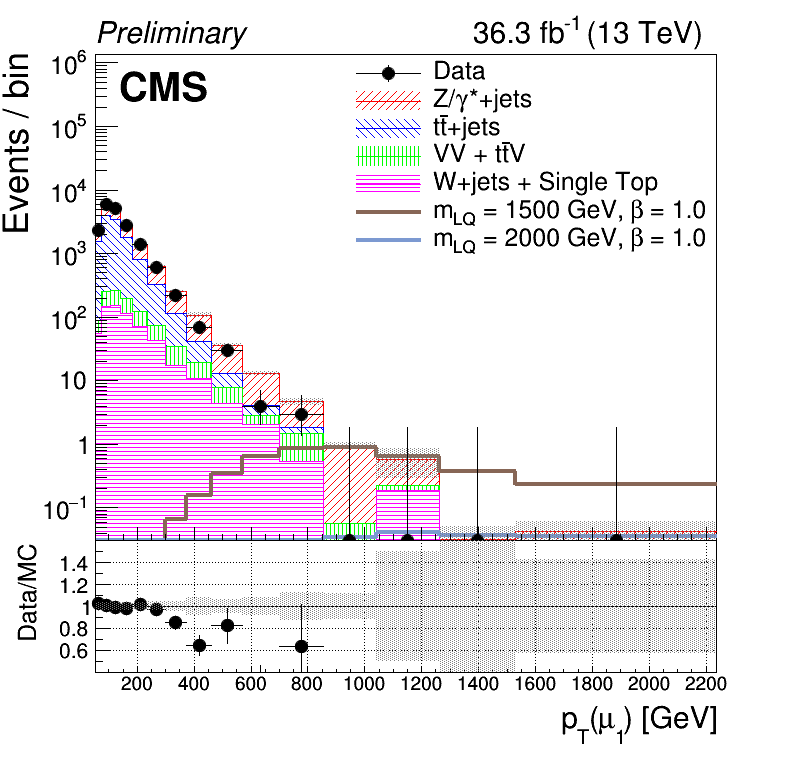 Preliminary 36.3 fb⁻¹ (13 TeV)
CMS
Events / bin
10⁶
10⁵
10⁴
10³
10²
10
1
10⁻¹
Data
Z/γ*+jets
tt̄+jets
VV + tt̄V
W+jets + Single Top
m_LQ = 1500 GeV, β = 1.0
m_LQ = 2000 GeV, β = 1.0
Data/MC
1.4
1.2
1
0.8
0.6
200 400 600 800 1000 1200 1400 1600 1800 2000 2200
p_T(μ₁) [GeV]